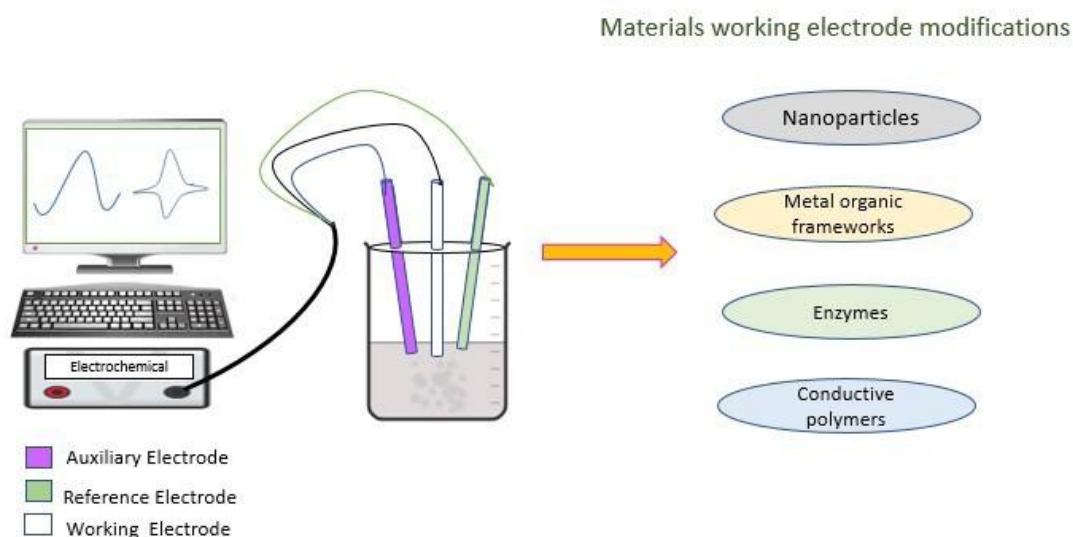 Materials working electrode modifications
Nanoparticles
Metal organic
frameworks
Enzymes
Conductive
polymers
Electrochemical
Auxiliary Electrode
Reference Electrode
Working Electrode